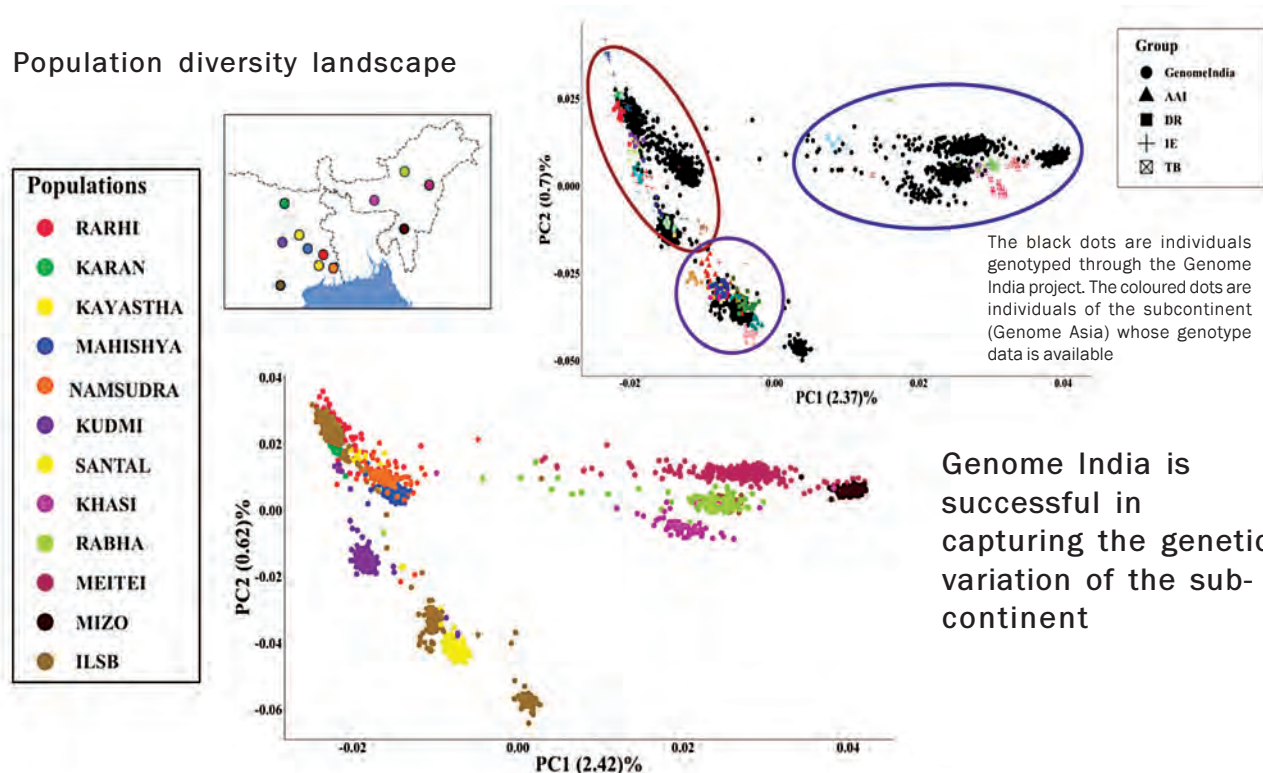 Population diversity landscape
Populations
RARHI
KARAN
KAYASTHA
MAHISHYA
NAMSUDRA
KUDMI
SANTAL
KHASI
RABHA
MEITEI
MIZO
ILSB
PC2 (0.7)%
0.025
0.000
-0.025
-0.050
-0.02
0.00
0.02
0.04
PC1 (2.37)%
Group
GenomeIndia
AAI
DR
IE
TB
The black dots are individuals
genotyped through the Genome
India project. The coloured dots are
individuals of the subcontinent
(Genome Asia) whose genotype
data is available
PC2 (0.62)%
0.04
0.02
0.00
-0.02
-0.04
-0.06
-0.02
0.00
0.02
0.04
PC1 (2.42)%
Genome India is
successful in
capturing the genetic
variation of the sub-
continent